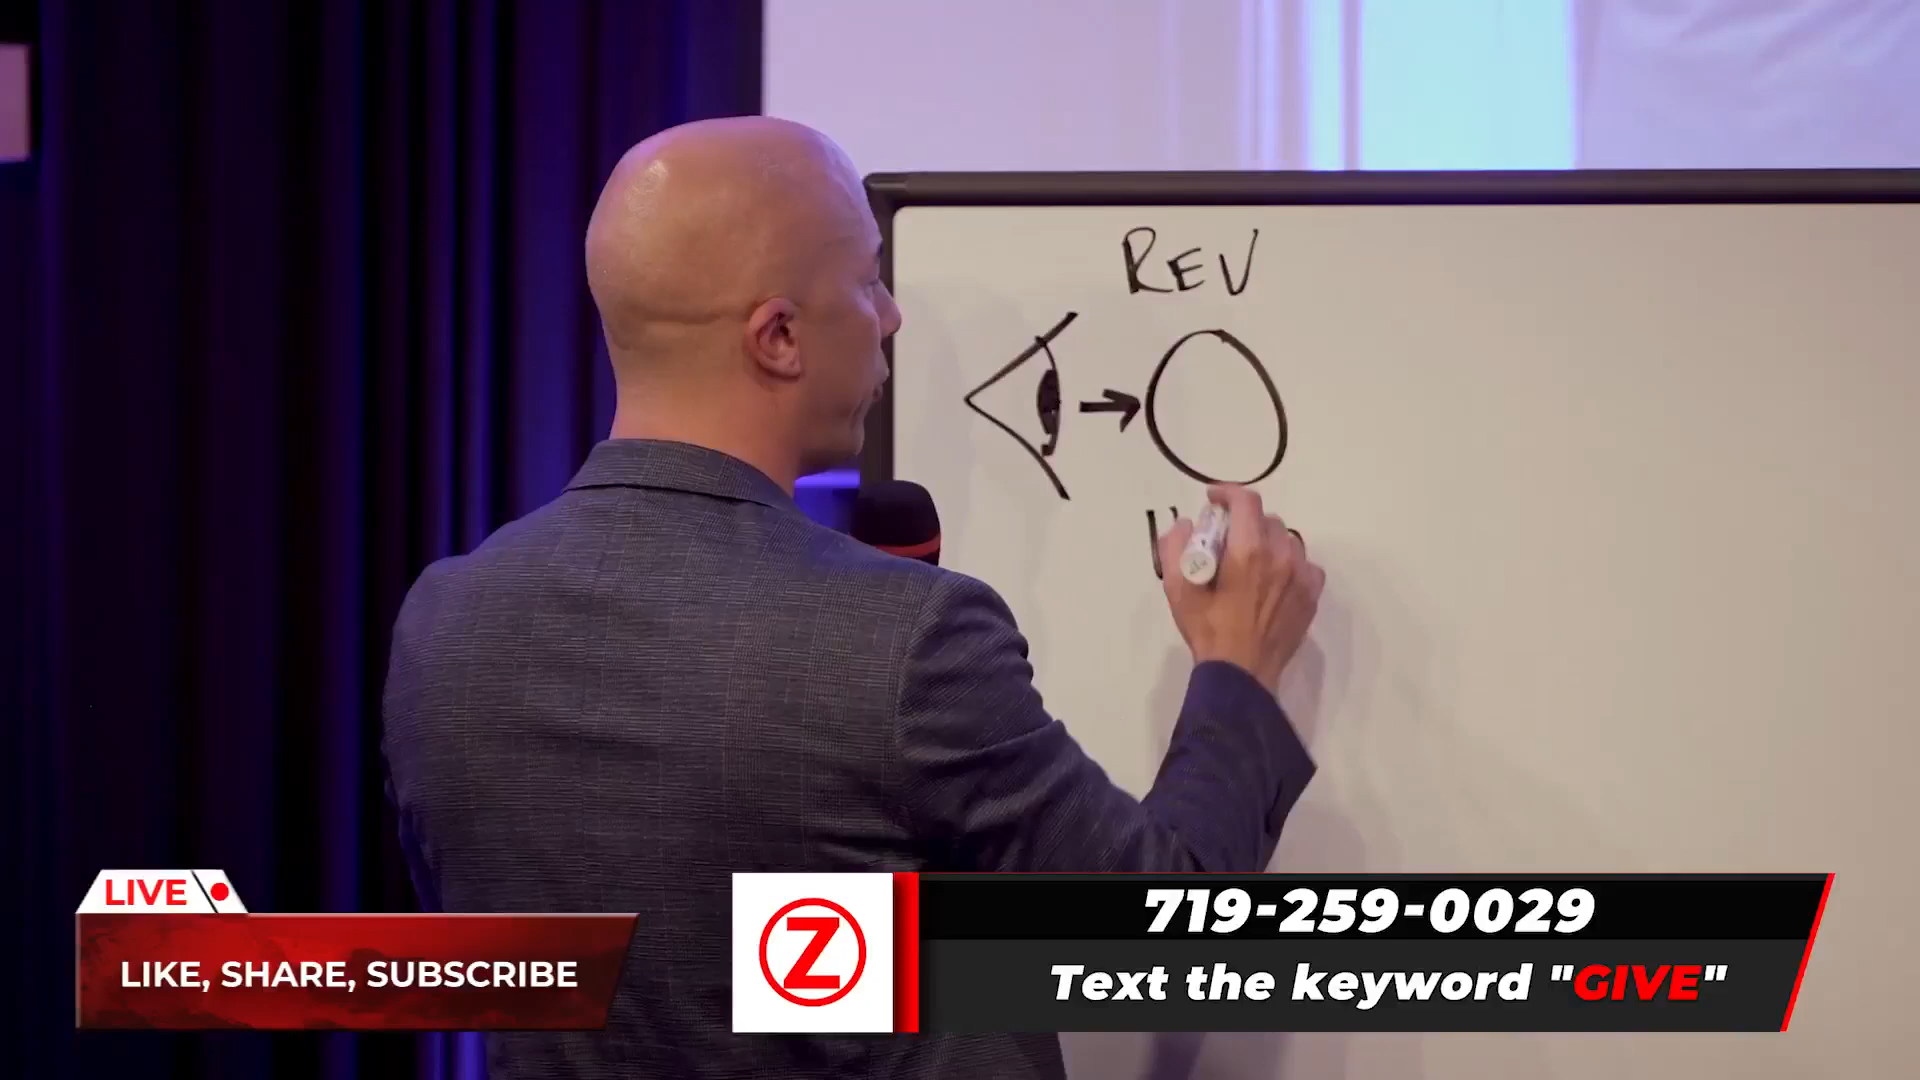 REV
LIVE
LIKE, SHARE, SUBSCRIBE
Z
719-259-0029
Text the keyword "GIVE"